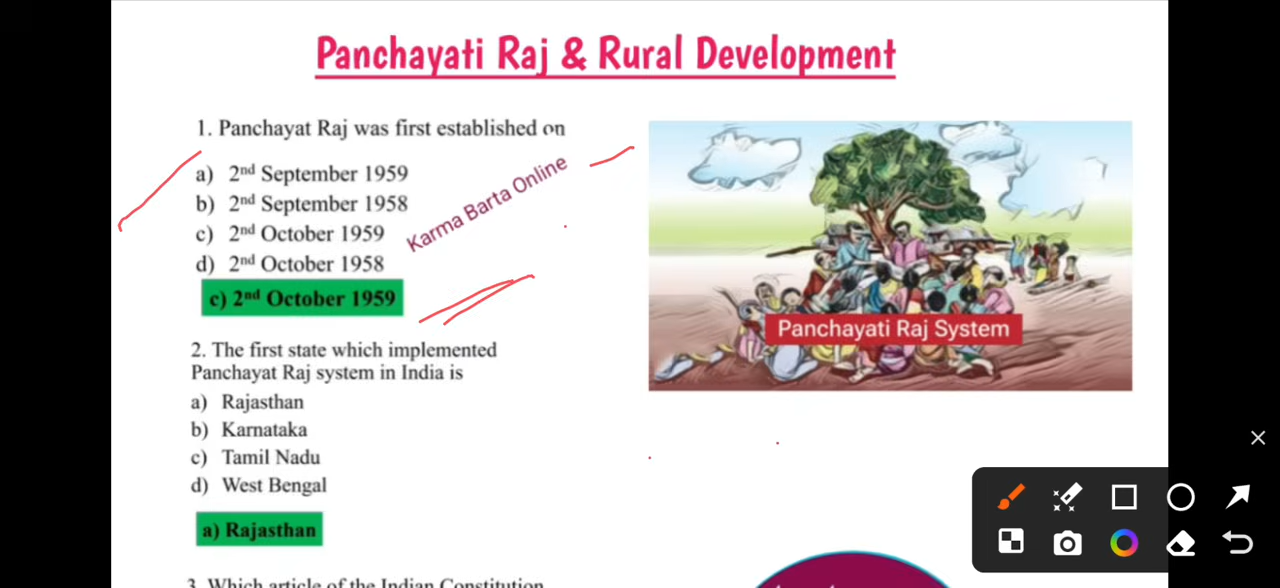 Panchayati Raj & Rural Development
1. Panchayat Raj was first established on
a) 2nd September 1959
b) 2nd September 1958
c) 2nd October 1959
d) 2nd October 1958
c) 2nd October 1959
Karma Barta Online
2. The first state which implemented
Panchayat Raj system in India is
a) Rajasthan
b) Karnataka
c) Tamil Nadu
d) West Bengal
a) Rajasthan
3. Which article of the Indian Constitution
Panchayati Raj System